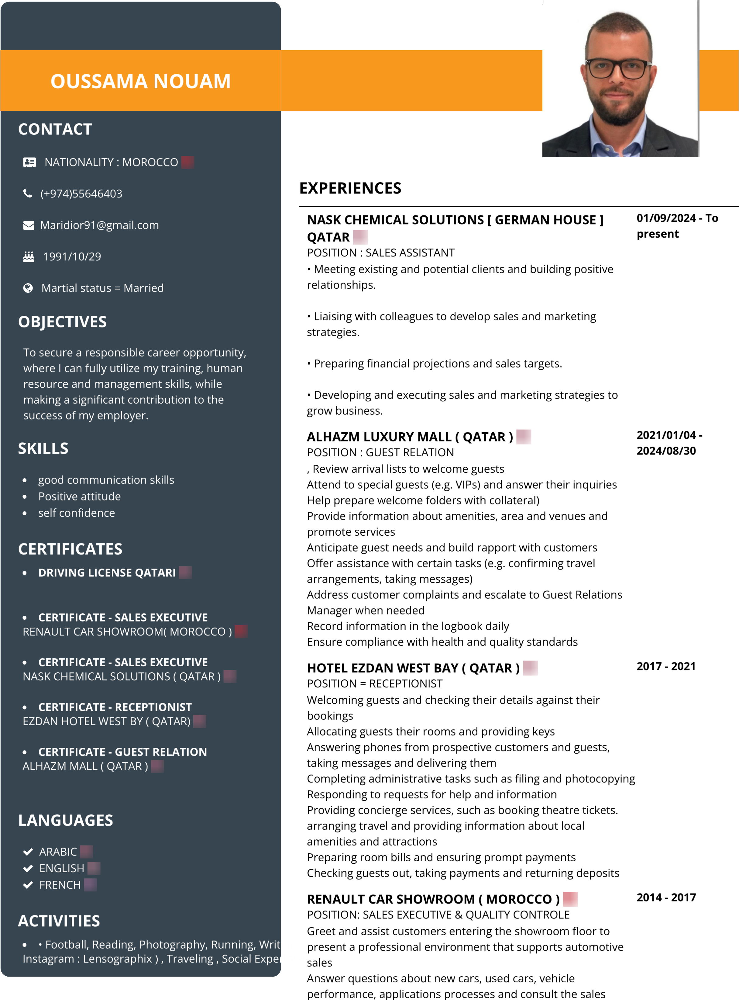 OUSSAMA NOUAM
CONTACT
NATIONALITY : MOROCCO
(+974)55646403
Maridior91@gmail.com
1991/10/29
Martial status = Married
OBJECTIVES
To secure a responsible career opportunity,
where I can fully utilize my training, human
resource and management skills, while
making a significant contribution to the
success of my employer.
SKILLS
• good communication skills
• Positive attitude
• self confidence
CERTIFICATES
• DRIVING LICENSE QATARI
• CERTIFICATE - SALES EXECUTIVE
RENAULT CAR SHOWROOM( MOROCCO )
• CERTIFICATE - SALES EXECUTIVE
NASK CHEMICAL SOLUTIONS ( QATAR )
• CERTIFICATE - RECEPTIONIST
EZDAN HOTEL WEST BY ( QATAR)
• CERTIFICATE - GUEST RELATION
ALHAZM MALL ( QATAR )
LANGUAGES
ARABIC
ENGLISH
FRENCH
ACTIVITIES
• • Football, Reading, Photography, Running, Writ
Instagram : Lensographix ) , Traveling , Social Exper
EXPERIENCES
NASK CHEMICAL SOLUTIONS [ GERMAN HOUSE ]
QATAR
01/09/2024 - To
present
POSITION : SALES ASSISTANT
• Meeting existing and potential clients and building positive
relationships.
• Liaising with colleagues to develop sales and marketing
strategies.
• Preparing financial projections and sales targets.
• Developing and executing sales and marketing strategies to
grow business.
ALHAZM LUXURY MALL ( QATAR )
2021/01/04 -
2024/08/30
POSITION : GUEST RELATION
, Review arrival lists to welcome guests
Attend to special guests (e.g. VIPs) and answer their inquiries
Help prepare welcome folders with collateral)
Provide information about amenities, area and venues and
promote services
Anticipate guest needs and build rapport with customers
Offer assistance with certain tasks (e.g. confirming travel
arrangements, taking messages)
Address customer complaints and escalate to Guest Relations
Manager when needed
Record information in the logbook daily
Ensure compliance with health and quality standards
HOTEL EZDAN WEST BAY ( QATAR )
2017 - 2021
POSITION = RECEPTIONIST
Welcoming guests and checking their details against their
bookings
Allocating guests their rooms and providing keys
Answering phones from prospective customers and guests,
taking messages and delivering them
Completing administrative tasks such as filing and photocopying
Responding to requests for help and information
Providing concierge services, such as booking theatre tickets.
arranging travel and providing information about local
amenities and attractions
Preparing room bills and ensuring prompt payments
Checking guests out, taking payments and returning deposits
RENAULT CAR SHOWROOM ( MOROCCO )
2014 - 2017
POSITION: SALES EXECUTIVE & QUALITY CONTROLE
Greet and assist customers entering the showroom floor to
present a professional environment that supports automotive
sales
Answer questions about new cars, used cars, vehicle
performance, applications processes and consult the sales